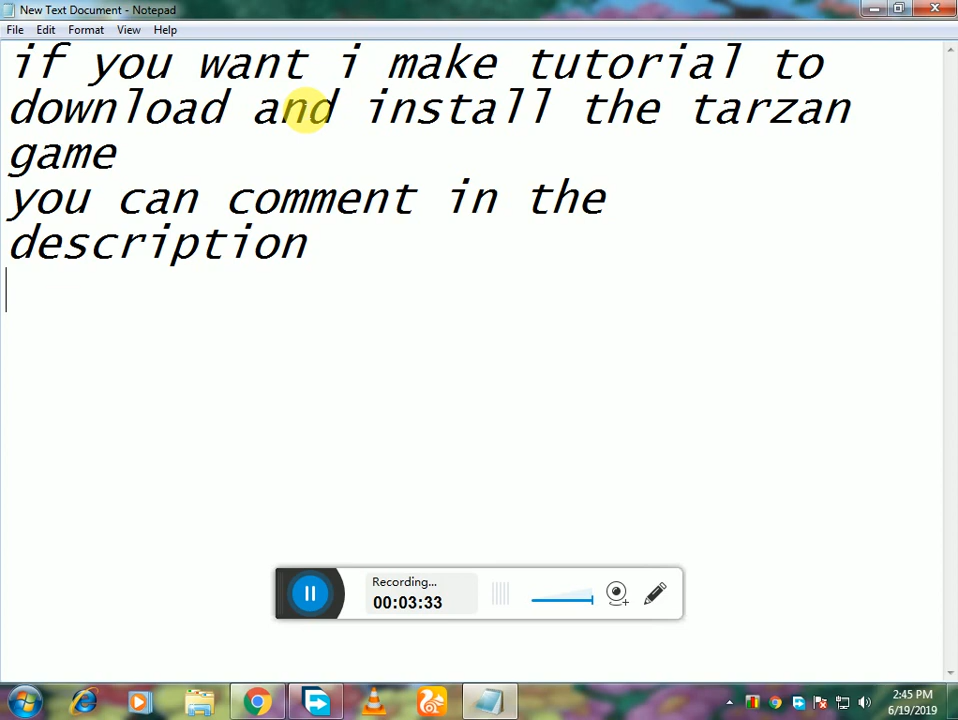 New Text Document - Notepad
File Edit Format View Help
if you want i make tutorial to
download and install the tarzan
game
you can comment in the
description
Recording...
00:03:33
2:45 PM
6/19/2019